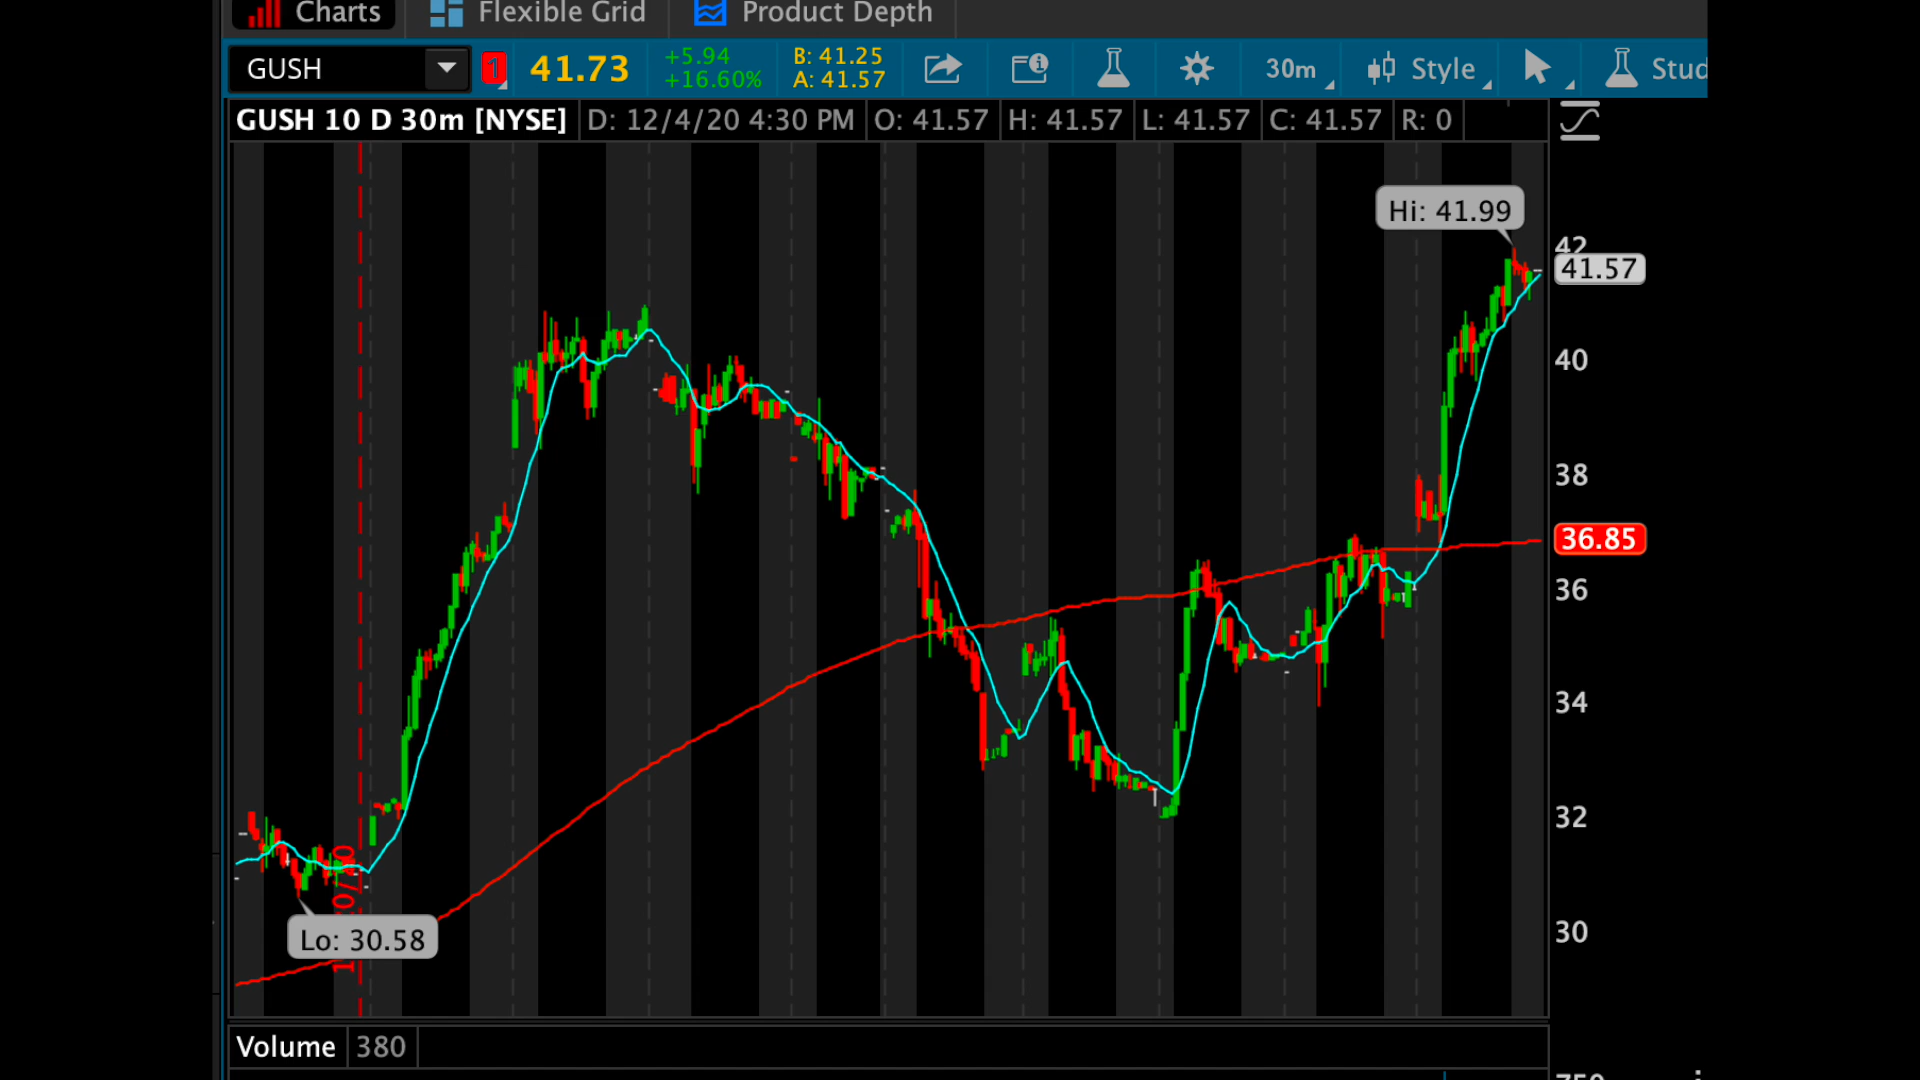 Charts Flexible Grid Product Depth
GUSH 1 41.73 +5.94 B: 41.25 30m Style Stud
+16.60% A: 41.57
GUSH 10 D 30m [NYSE] D: 12/4/20 4:30 PM O: 41.57 H: 41.57 L: 41.57 C: 41.57 R: 0
Hi: 41.99
42
41.57
40
38
36.85
36
34
32
Lo: 30.58
30
Volume 380